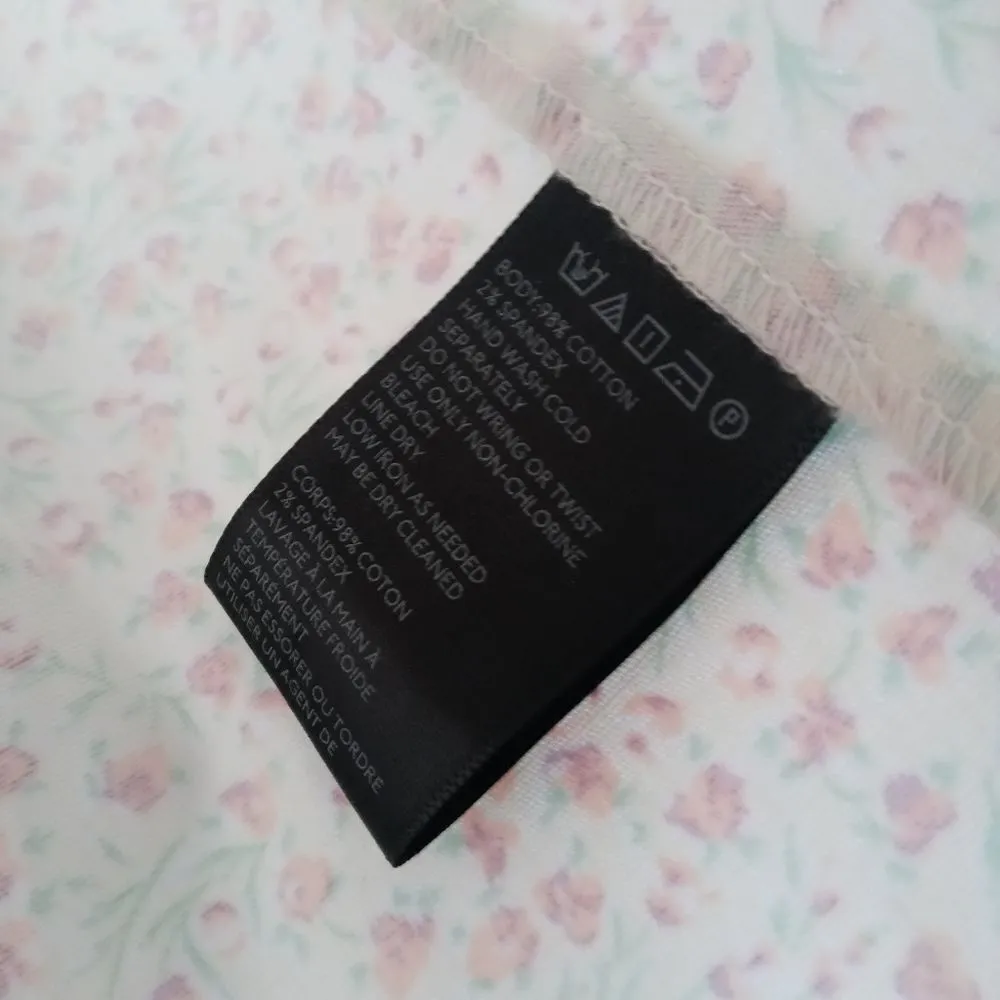 P
BODY:98% COTTON
2% SPANDEX
HAND WASH COLD
SEPARATELY
DO NOT WRING OR TWIST
USE ONLY NON-CHLORINE
BLEACH
LINE DRY
LOW IRON AS NEEDED
MAY BE DRY CLEANED
CORPS:98% COTON
2% SPANDEX
LAVAGE À LA MAIN À
TEMPÉRATURE FROIDE
SÉPARÉMENT
NE PAS ESSORER OU TORDRE
UTILISER UN AGENT DE